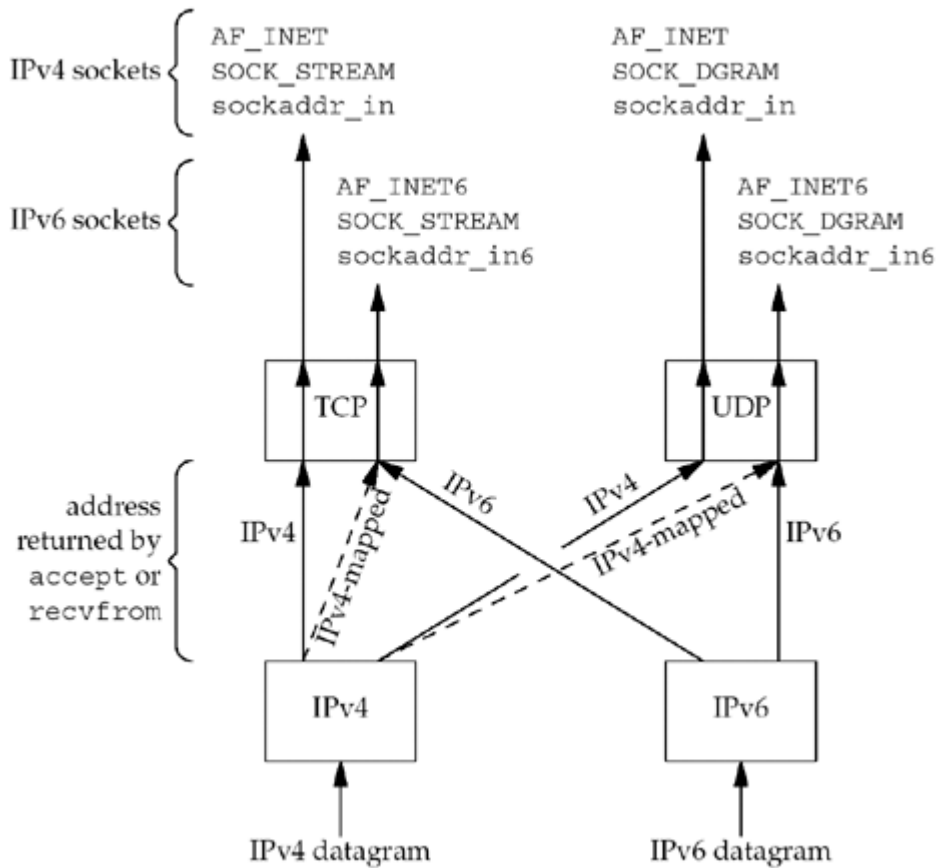 IPv4 sockets
AF_INET
SOCK_STREAM
sockaddr_in
AF_INET
SOCK_DGRAM
sockaddr_in
IPv6 sockets
AF_INET6
SOCK_STREAM
sockaddr_in6
AF_INET6
SOCK_DGRAM
sockaddr_in6
TCP
UDP
address
returned by
accept or
recvfrom
IPv4
IPv4-mapped
IPv6
IPv4
IPv4-mapped
IPv6
IPv4
IPv6
IPv4 datagram
IPv6 datagram